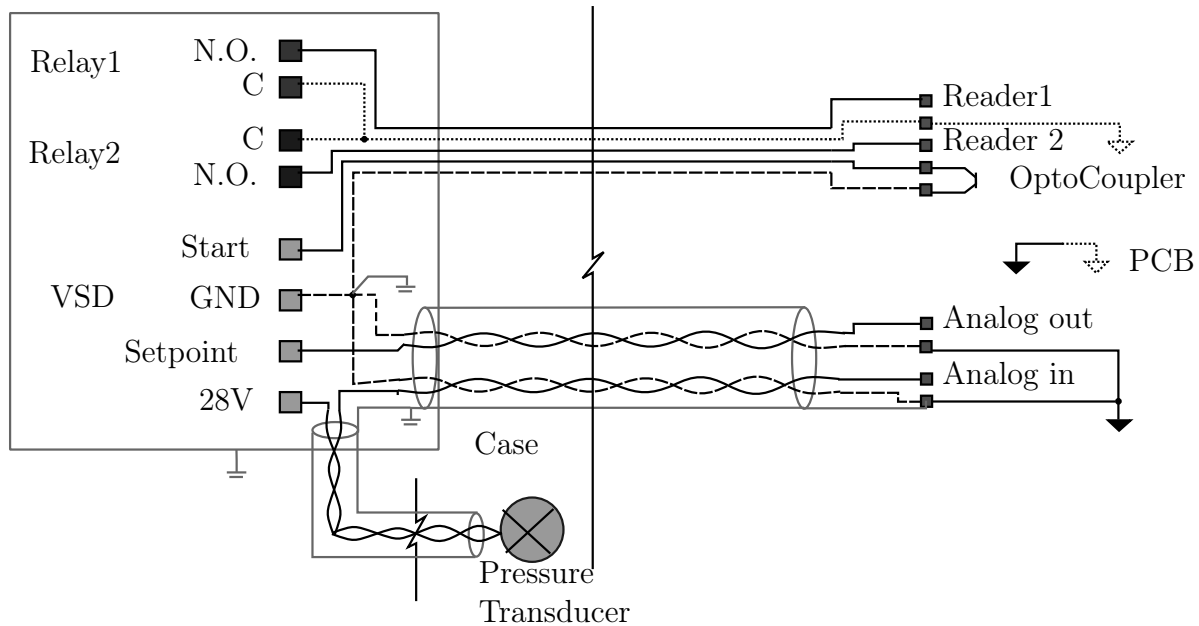 N.O.
Relay1
C
Reader1
C
Reader 2
Relay2
N.O.
OptoCoupler
Start
PCB
VSD
GND
Analog out
Setpoint
Analog in
28V
Case
Pressure
Transducer